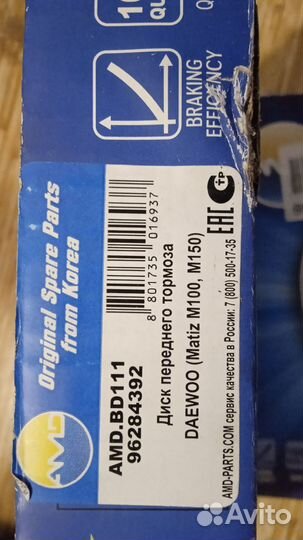 BRAKING
EFFICENCY
Original Spare Parts
from Korea
AMD
AMD.BD111
96284392
8 801735 016937
Диск переднего тормоза
DAEWOO (Matiz M100, M150)
AMD-PARTS.COM сервис качества в России: 7 (800) 500-17-35
EAC
Avito